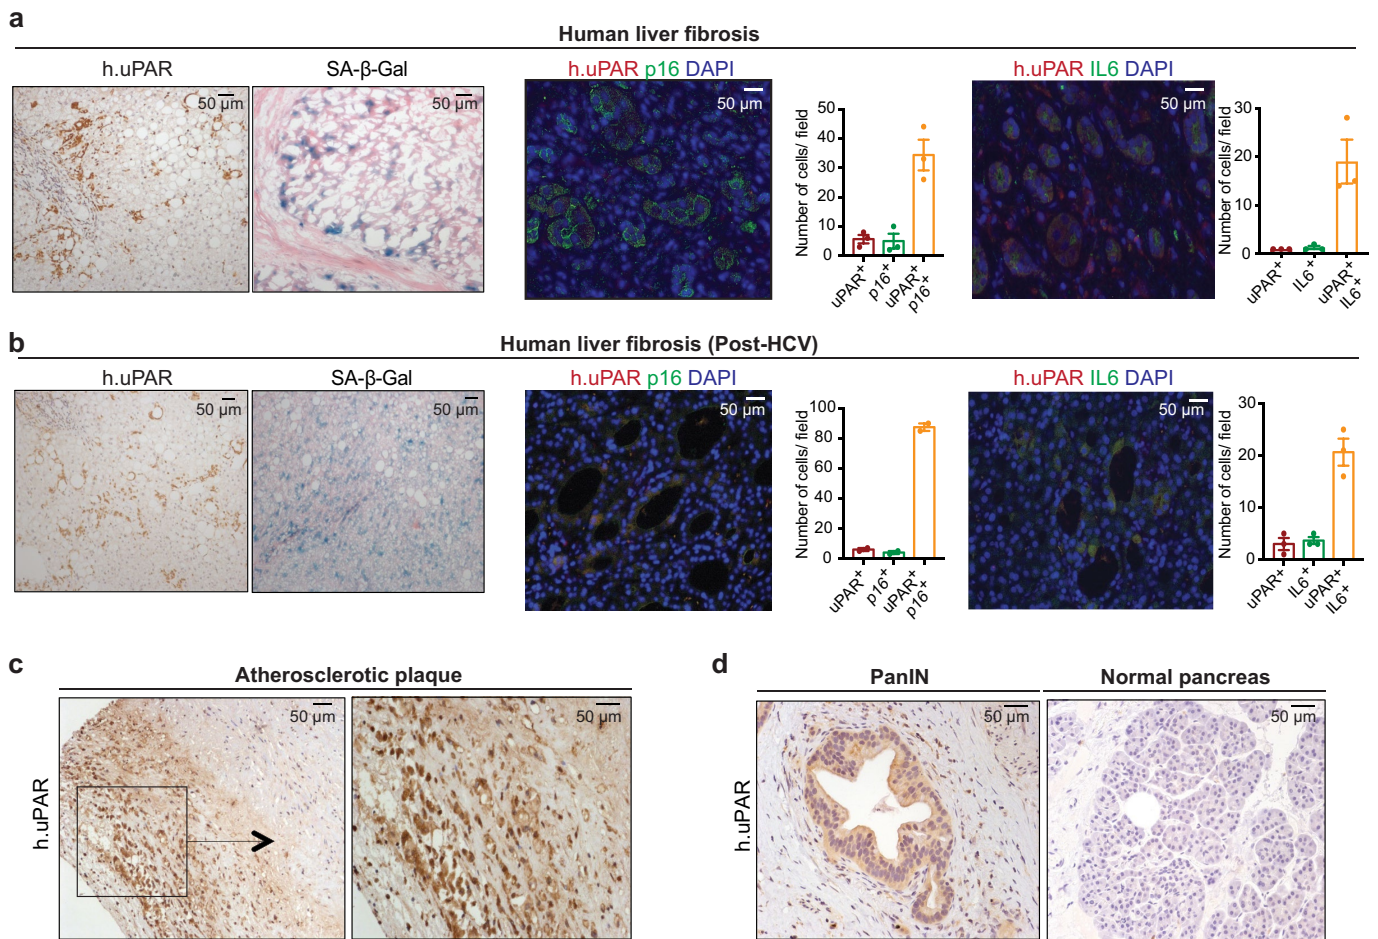 a
Human liver fibrosis
h.uPAR
SA-β-Gal
h.uPAR p16 DAPI
h.uPAR IL6 DAPI
50 µm
50 µm
50 µm
50 µm
Number of cells/ field
50
40
30
20
10
0
uPAR+
p16+
uPAR+
p16+
Number of cells/ field
30
20
10
0
uPAR+
IL6+
uPAR+
IL6+
b
Human liver fibrosis (Post-HCV)
h.uPAR
SA-β-Gal
h.uPAR p16 DAPI
h.uPAR IL6 DAPI
50 µm
50 µm
50 µm
50 µm
Number of cells/ field
100
80
60
40
20
0
uPAR+
p16+
uPAR+
p16+
Number of cells/ field
30
20
10
0
uPAR+
IL6+
uPAR+
IL6+
c
Atherosclerotic plaque
h.uPAR
50 µm
50 µm
d
PanIN
Normal pancreas
h.uPAR
50 µm
50 µm